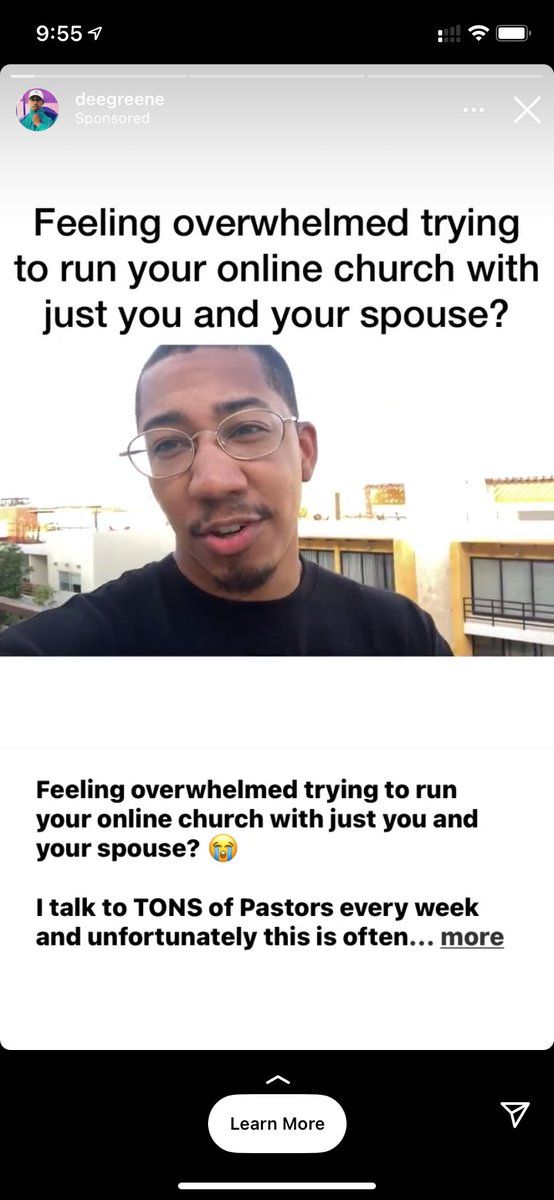 9:55
deegreene
Sponsored
Feeling overwhelmed trying
to run your online church with
just you and your spouse?
Feeling overwhelmed trying to run
your online church with just you and
your spouse? 😭
I talk to TONS of Pastors every week
and unfortunately this is often... more
Learn More